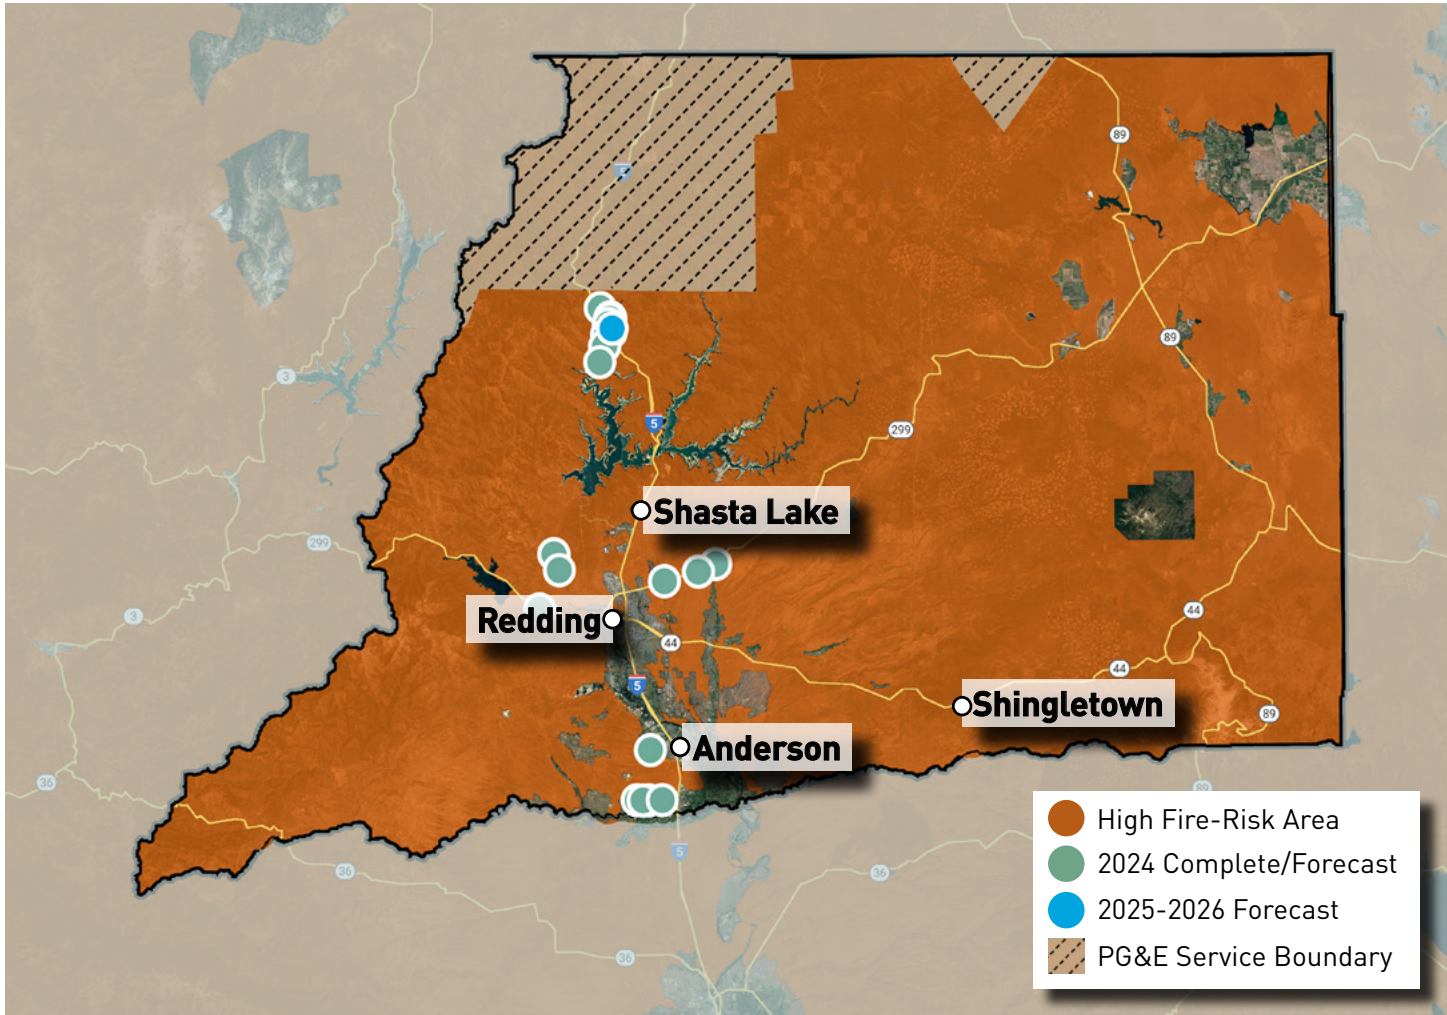 5
89
3
89
5
299
Shasta Lake
299
3
44
Redding
44
44
5
Shingletown
89
Anderson
36
89
High Fire-Risk Area
2024 Complete/Forecast
2025-2026 Forecast
PG&E Service Boundary
5
36
36
36